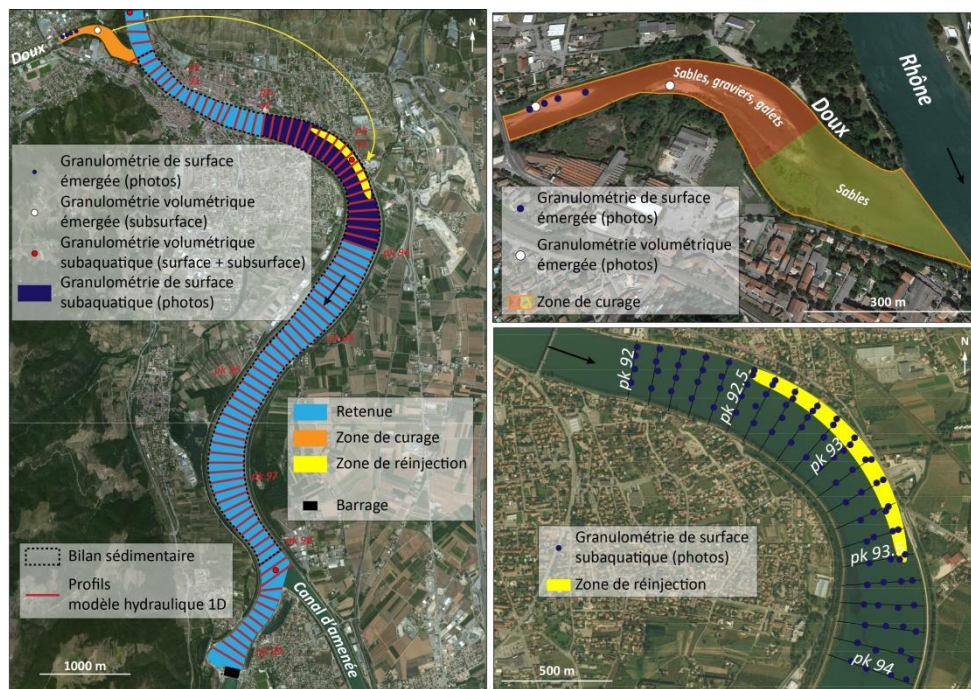 Doux
N
Granulométrie de surface
émergée (photos)
Granulométrie volumétrique
émergée (subsurface)
Granulométrie volumétrique
subaquatique (surface + subsurface)
Granulométrie de surface
subaquatique (photos)
Retenue
Zone de curage
Zone de réinjection
Barrage
pk 97
pk 98
Bilan sédimentaire
Profils
modèle hydraulique 1D
Canal d'amenée
1000 m
N
Sables, graviers, galets
Doux
Rhône
Sables
Granulométrie de surface
émergée (photos)
Granulométrie volumétrique
émergée (photos)
Zone de curage
300 m
N
pk 92
pk 92.5
pk 93
pk 93.
pk 94
Granulométrie de surface
subaquatique (photos)
Zone de réinjection
500 m